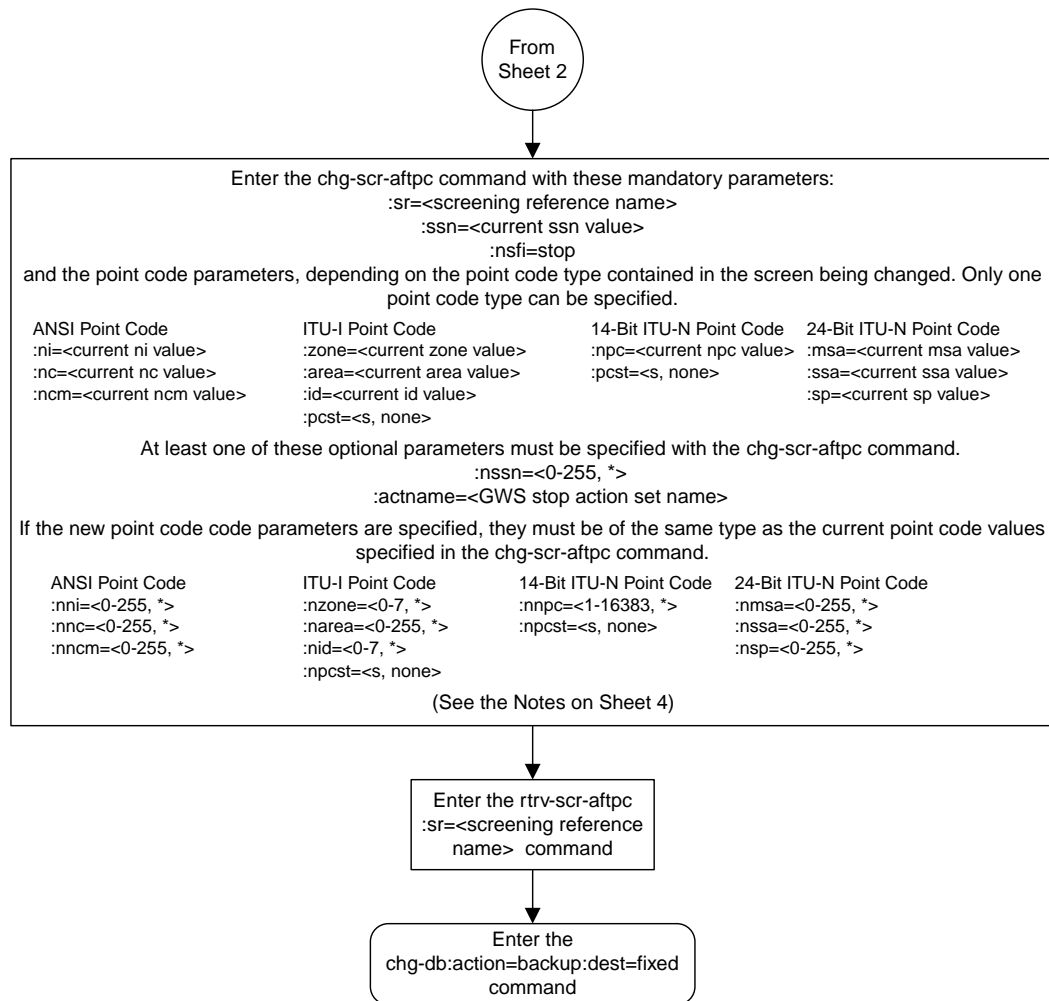 From
Sheet 2
Enter the chg-scr-aftpc command with these mandatory parameters:
:sr=<screening reference name>
:ssn=<current ssn value>
:nsfi=stop
and the point code parameters, depending on the point code type contained in the screen being changed. Only one
point code type can be specified.
ANSI Point Code
:ni=<current ni value>
:nc=<current nc value>
:ncm=<current ncm value>
ITU-I Point Code
:zone=<current zone value>
:area=<current area value>
:id=<current id value>
:pcst=<s, none>
14-Bit ITU-N Point Code
:npc=<current npc value>
:pcst=<s, none>
24-Bit ITU-N Point Code
:msa=<current msa value>
:ssa=<current ssa value>
:sp=<current sp value>
At least one of these optional parameters must be specified with the chg-scr-aftpc command.
:nssn=<0-255, *>
:actname=<GWS stop action set name>
If the new point code code parameters are specified, they must be of the same type as the current point code values
specified in the chg-scr-aftpc command.
ANSI Point Code
:nni=<0-255, *>
:nnc=<0-255, *>
:nncm=<0-255, *>
ITU-I Point Code
:nzone=<0-7, *>
:narea=<0-255, *>
:nid=<0-7, *>
:npcst=<s, none>
14-Bit ITU-N Point Code
:nnpc=<1-16383, *>
:npcst=<s, none>
24-Bit ITU-N Point Code
:nmsa=<0-255, *>
:nssa=<0-255, *>
:nsp=<0-255, *>
(See the Notes on Sheet 4)
Enter the rtrv-scr-aftpc
:sr=<screening reference
name> command
Enter the
chg-db:action=backup:dest=fixed
command